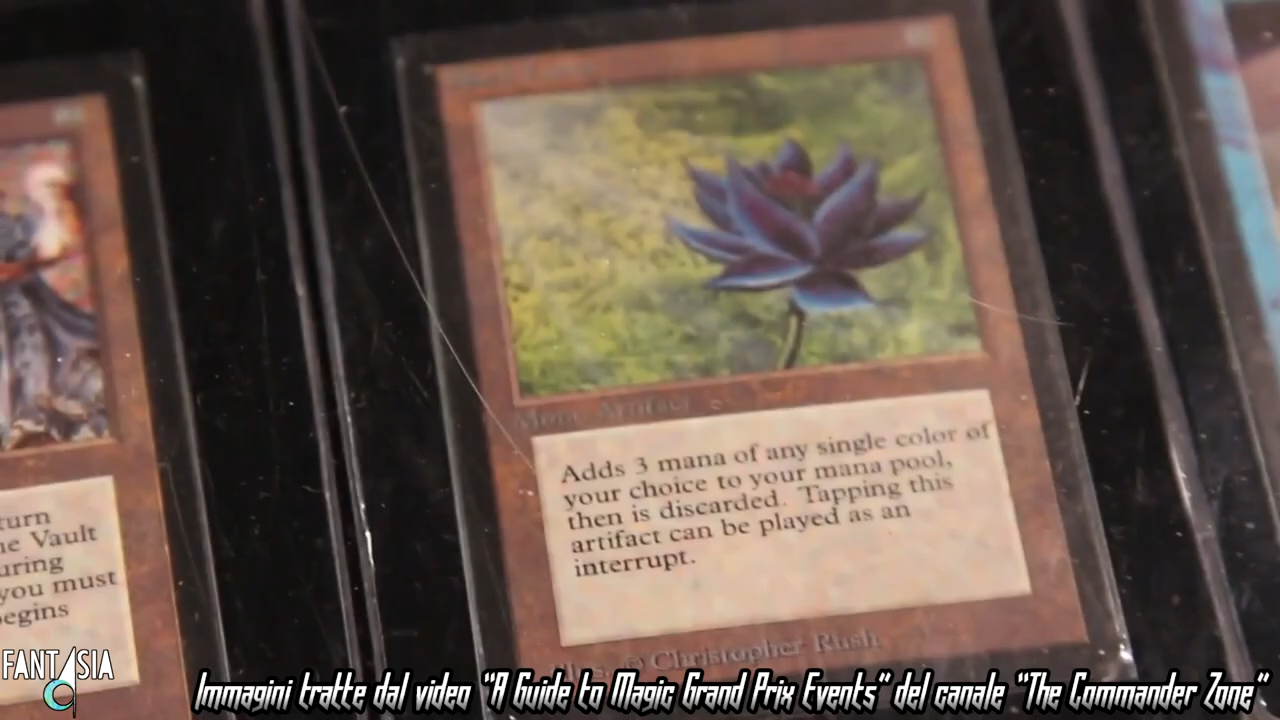 turn
ne Vault
uring
you must
begins
Mono Artifact
Adds 3 mana of any single color of
your choice to your mana pool,
then is discarded. Tapping this
artifact can be played as an
interrupt.
Illus. © Christopher Rush
FANTASIA
Immagini tratte dal video "A Guide to Magic Grand Prix Events" del canale "The Commander Zone"